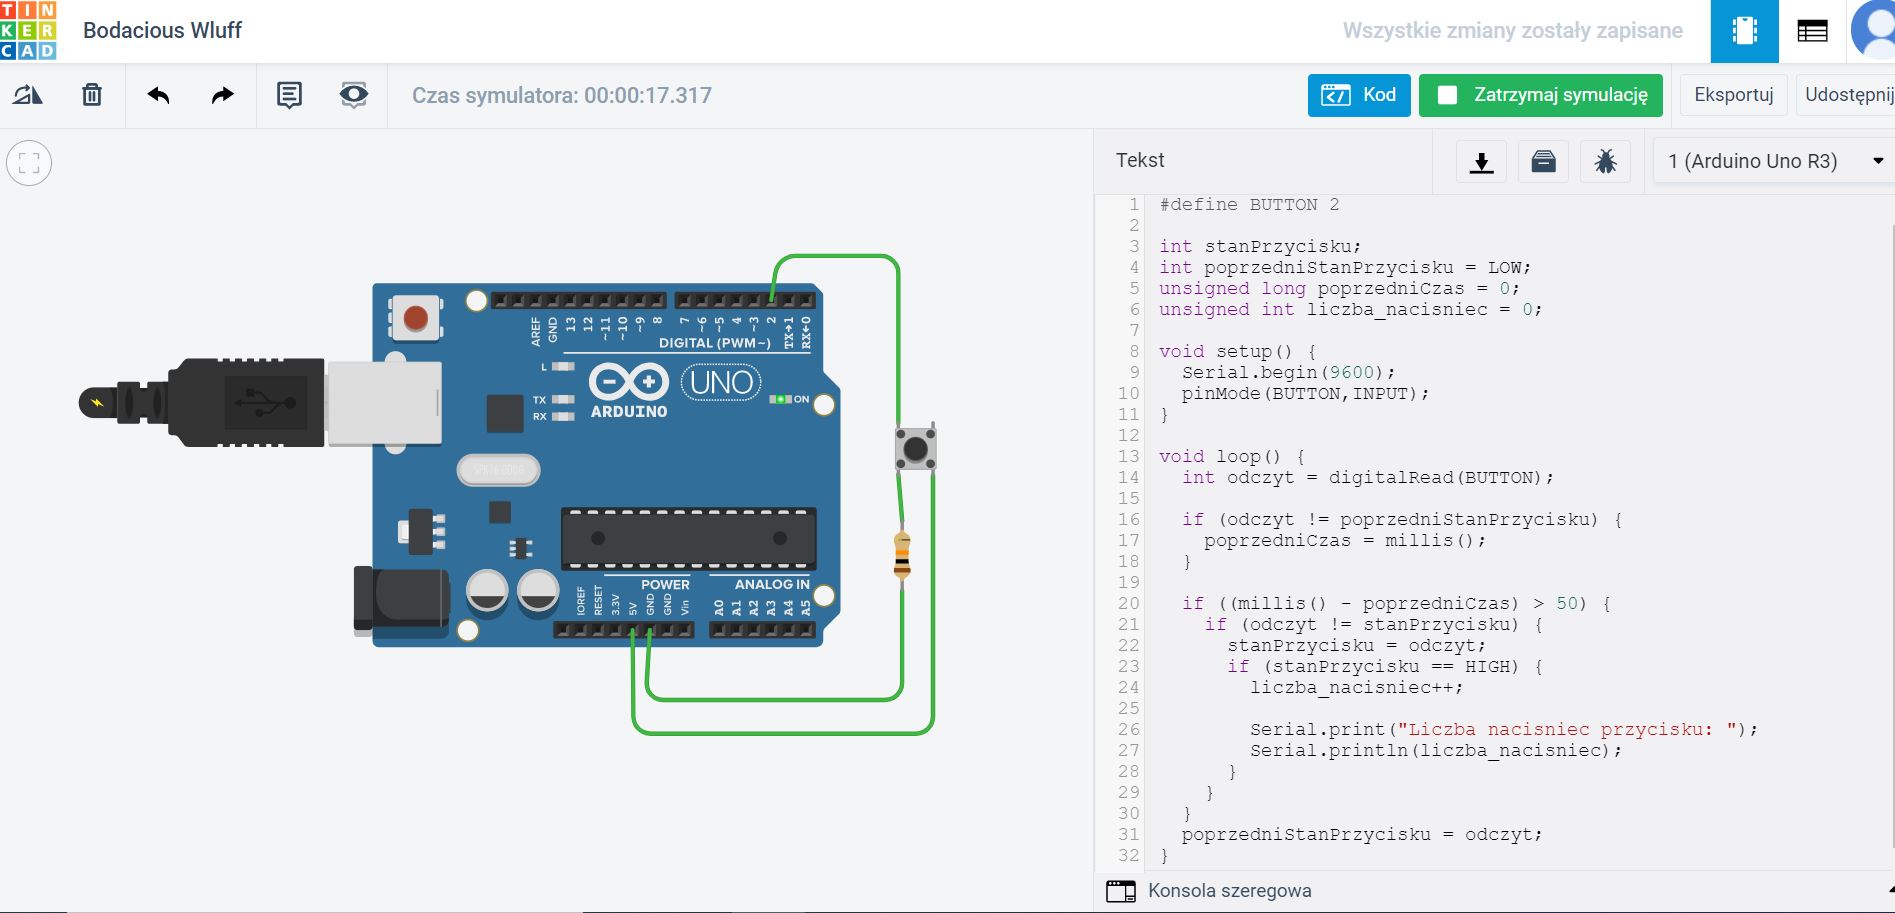 TIN
KER
CAD
Bodacious Wluff
Wszystkie zmiany zostały zapisane
Czas symulatora: 00:00:17.317
Kod
Zatrzymaj symulację
Eksportuj
Udostępnij
Tekst
1 (Arduino Uno R3)
AREF
GND
13
12
~11
~10
~9
8
7
~6
~5
4
~3
2
TX→1
RX←0
DIGITAL (PWM~)
L
TX
RX
ARDUINO
UNO
ON
SPK16.000G
POWER
ANALOG IN
IOREF
RESET
3.3V
5V
GND
GND
Vin
A0
A1
A2
A3
A4
A5
1 #define BUTTON 2
2
3 int stanPrzycisku;
4 int poprzedniStanPrzycisku = LOW;
5 unsigned long poprzedniCzas = 0;
6 unsigned int liczba_nacisniec = 0;
7
8 void setup() {
9   Serial.begin(9600);
10   pinMode(BUTTON,INPUT);
11 }
12
13 void loop() {
14   int odczyt = digitalRead(BUTTON);
15
16   if (odczyt != poprzedniStanPrzycisku) {
17     poprzedniCzas = millis();
18   }
19
20   if ((millis() - poprzedniCzas) > 50) {
21     if (odczyt != stanPrzycisku) {
22       stanPrzycisku = odczyt;
23       if (stanPrzycisku == HIGH) {
24         liczba_nacisniec++;
25
26         Serial.print("Liczba nacisniec przycisku: ");
27         Serial.println(liczba_nacisniec);
28       }
29     }
30   }
31   poprzedniStanPrzycisku = odczyt;
32 }
Konsola szeregowa